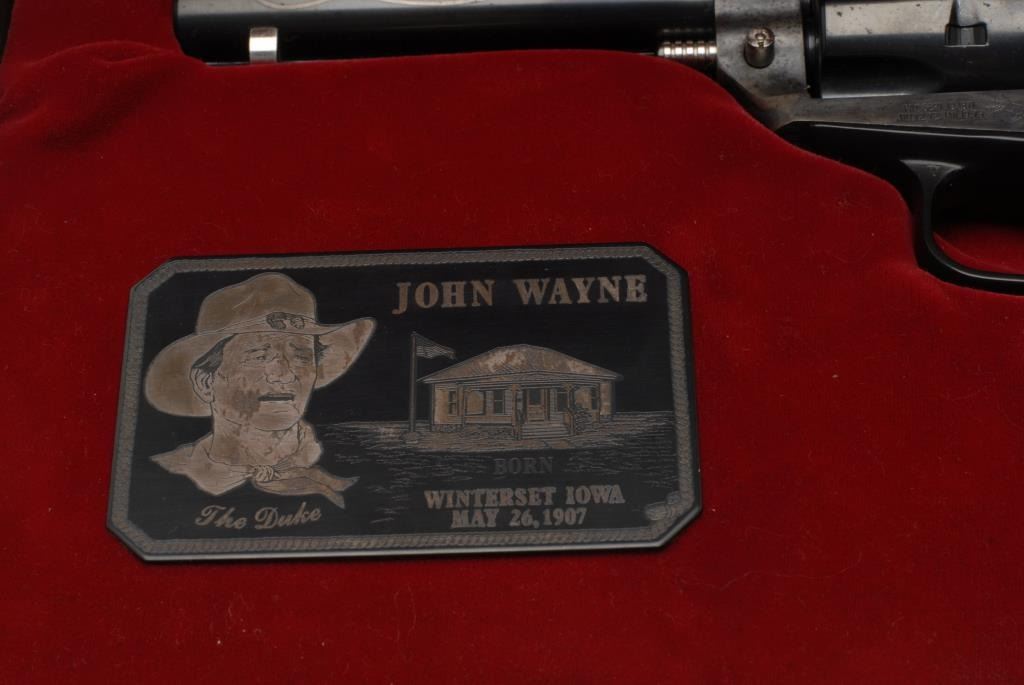 JOHN WAYNE
BORN
WINTERSET IOWA
MAY 26, 1907
The Duke